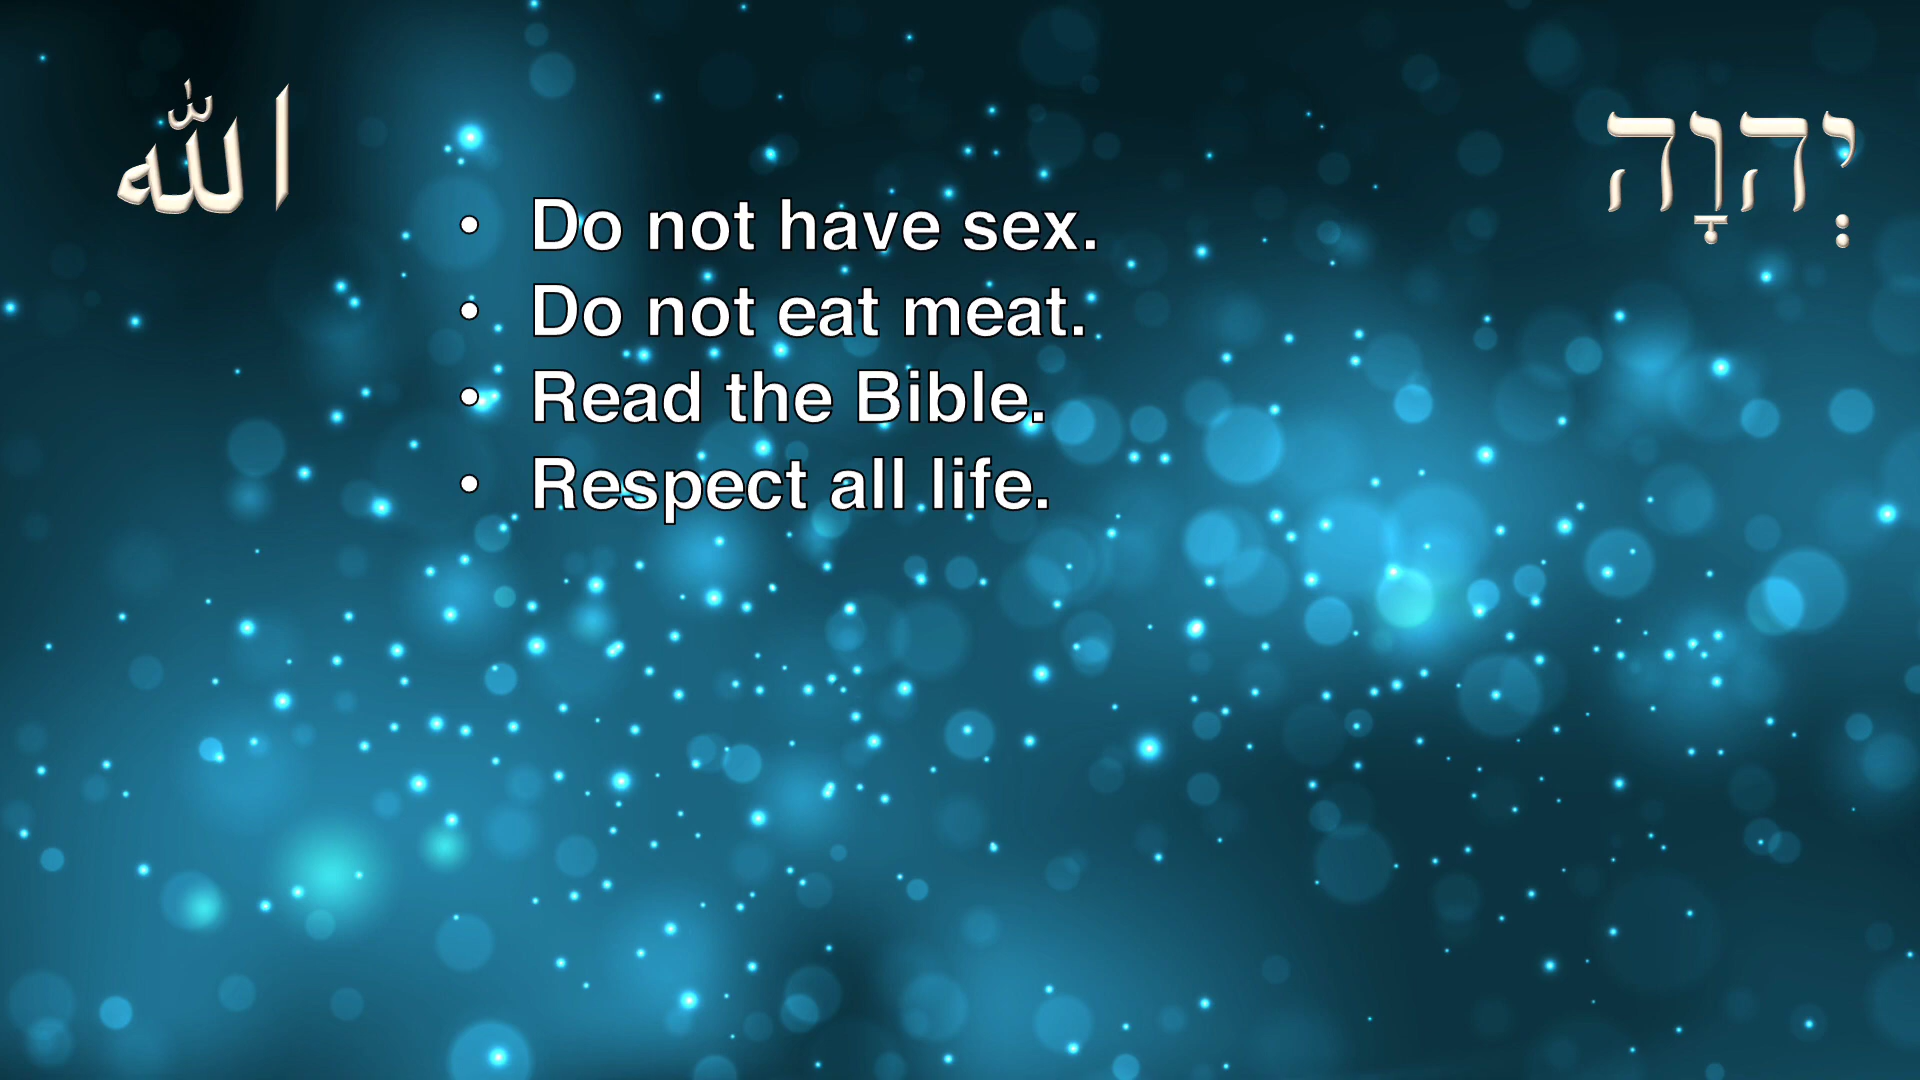 الله
יְהוָה
• Do not have sex.
• Do not eat meat.
• Read the Bible.
• Respect all life.